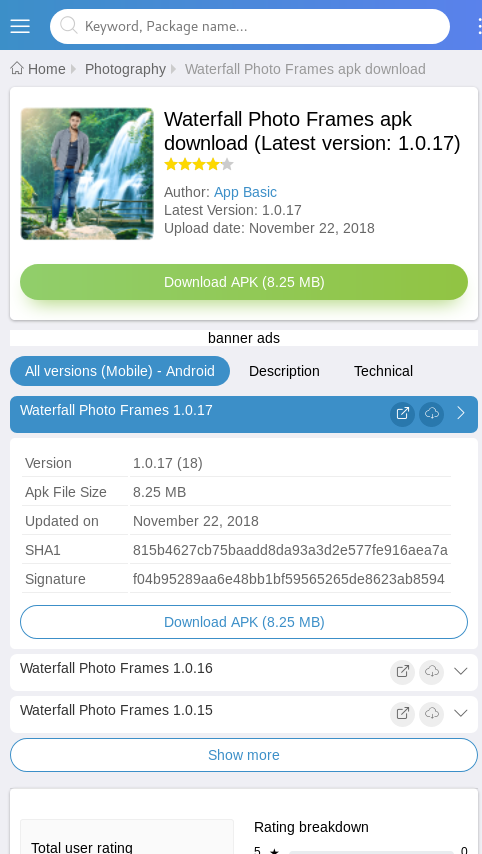 Keyword, Package name...
Home Photography Waterfall Photo Frames apk download
Waterfall Photo Frames apk
download (Latest version: 1.0.17)
Author: App Basic
Latest Version: 1.0.17
Upload date: November 22, 2018
Download APK (8.25 MB)
banner ads
All versions (Mobile) - Android Description Technical
Waterfall Photo Frames 1.0.17
Version 1.0.17 (18)
Apk File Size 8.25 MB
Updated on November 22, 2018
SHA1 815b4627cb75baadd8da93a3d2e577fe916aea7a
Signature f04b95289aa6e48bb1bf59565265de8623ab8594
Download APK (8.25 MB)
Waterfall Photo Frames 1.0.16
Waterfall Photo Frames 1.0.15
Show more
Rating breakdown
Total user rating
5 ★ 0